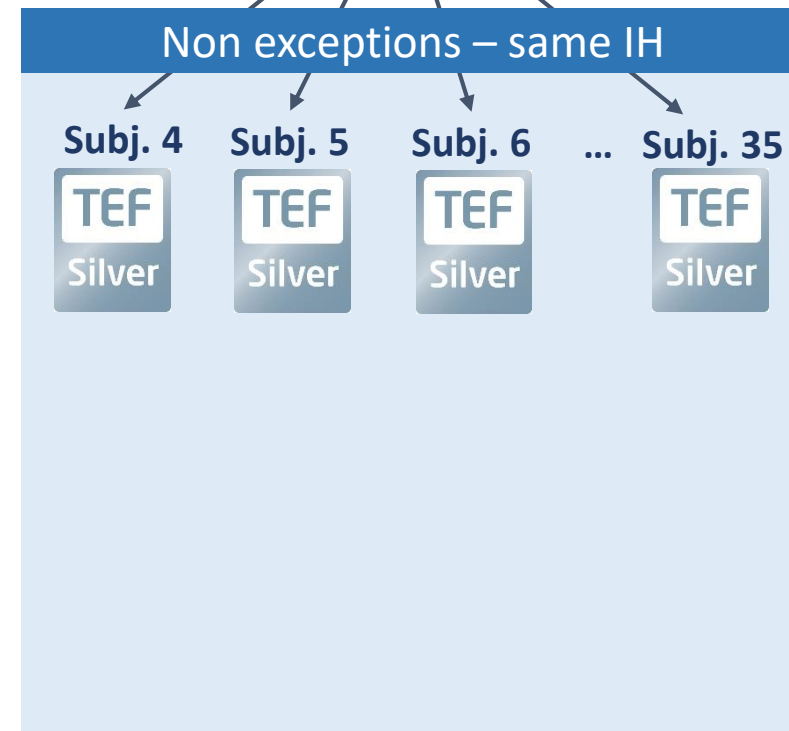 Non exceptions – same IH
Subj. 4 Subj. 5 Subj. 6 ... Subj. 35
TEF TEF TEF TEF
Silver Silver Silver Silver